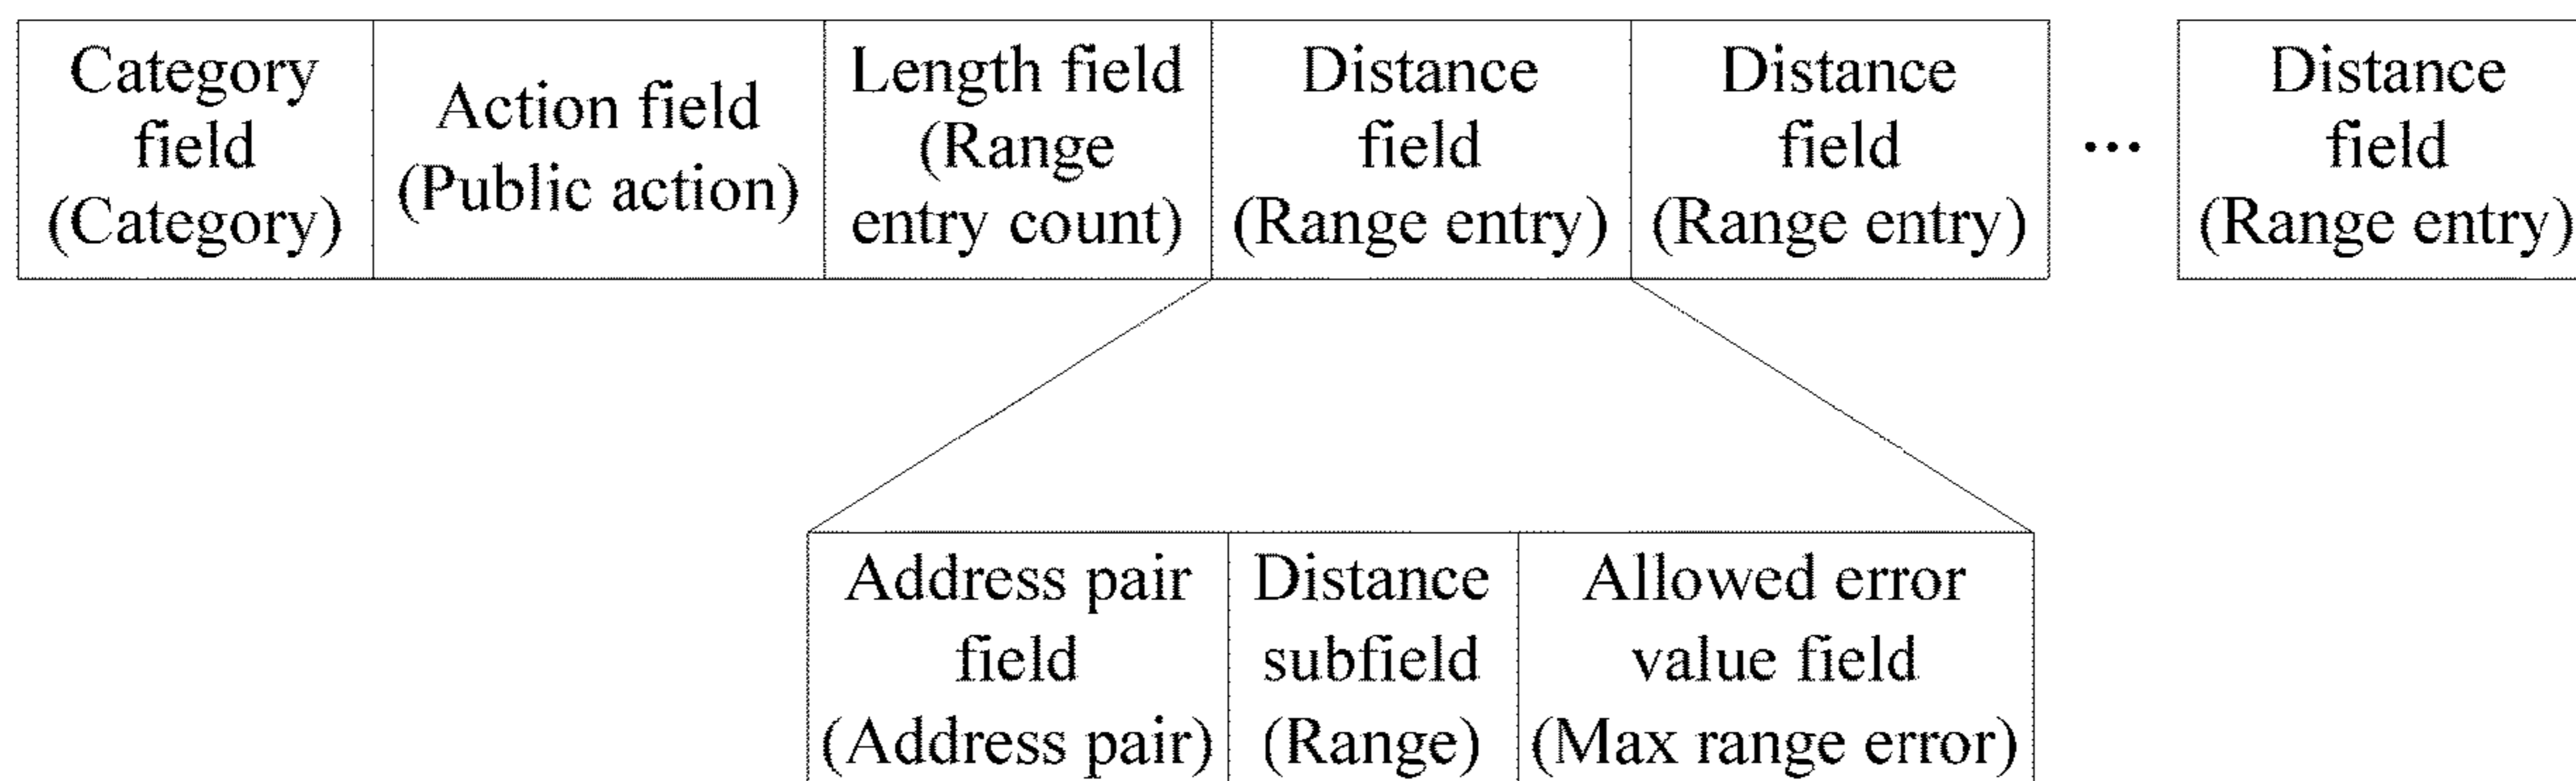 Category
field
(Category)
Action field
(Public action)
Length field
(Range
entry count)
Distance
field
(Range entry)
Distance
field
(Range entry)
...
Distance
field
(Range entry)
Address pair
field
(Address pair)
Distance
subfield
(Range)
Allowed error
value field
(Max range error)